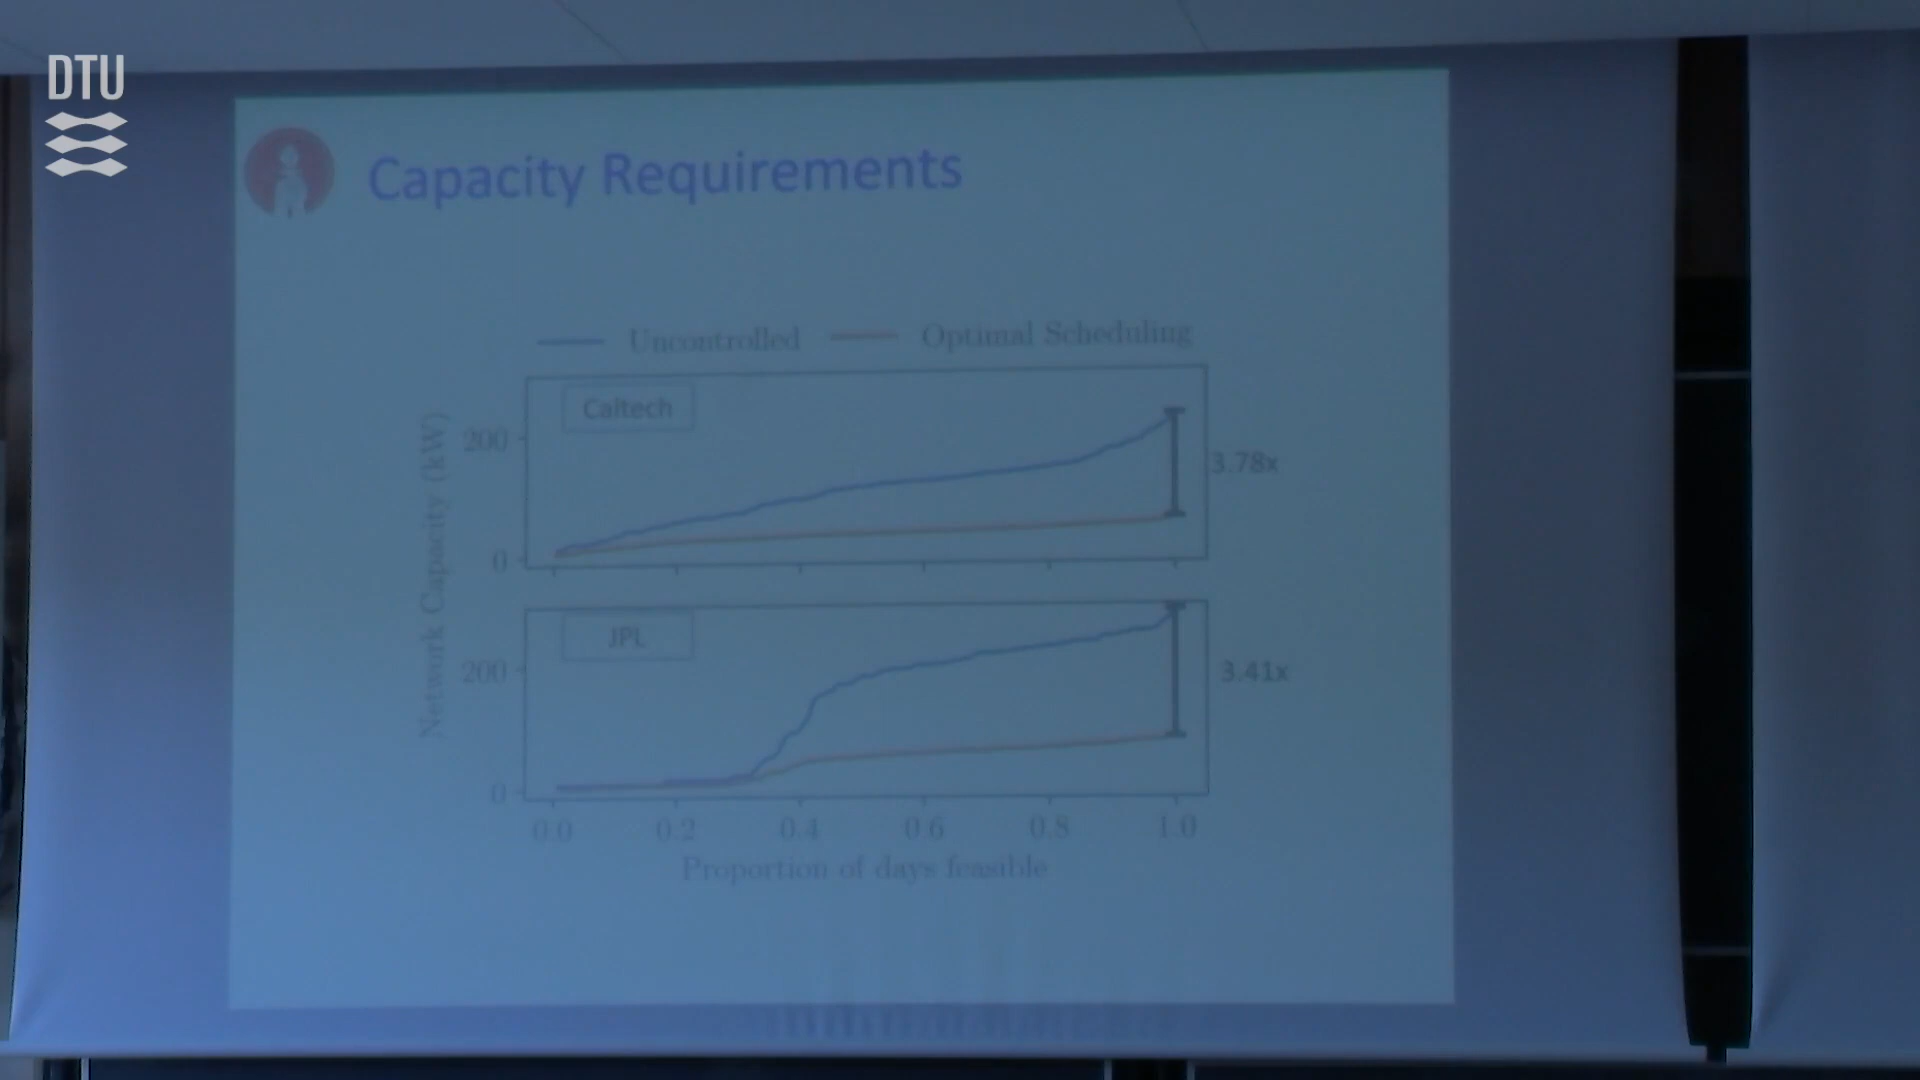 DTU
Capacity Requirements
Uncontrolled
Optimal Scheduling
Caltech
200
0
3.78x
Network Capacity (kW)
JPL
200
0
3.41x
0.0 0.2 0.4 0.6 0.8 1.0
Proportion of days feasible